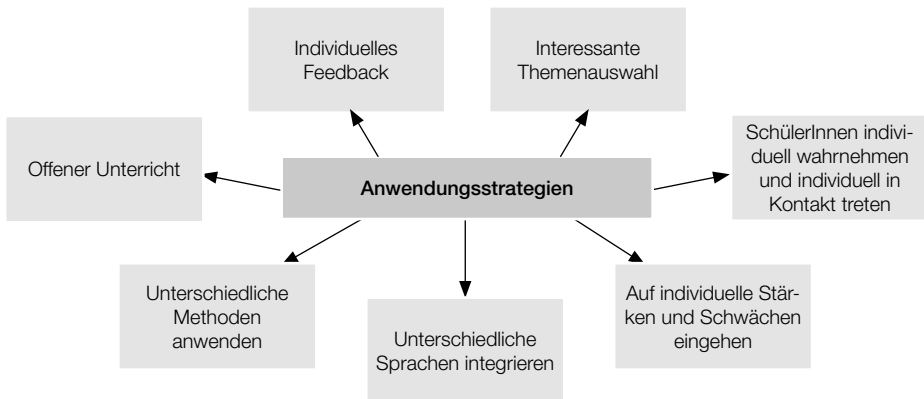 Individuelles
Feedback
Interessante
Themenauswahl
Offener Unterricht
Anwendungsstrategien
SchülerInnen indivi-
duell wahrnehmen
und individuell in
Kontakt treten
Unterschiedliche
Methoden
anwenden
Unterschiedliche
Sprachen integrieren
Auf individuelle Stär-
ken und Schwächen
eingehen